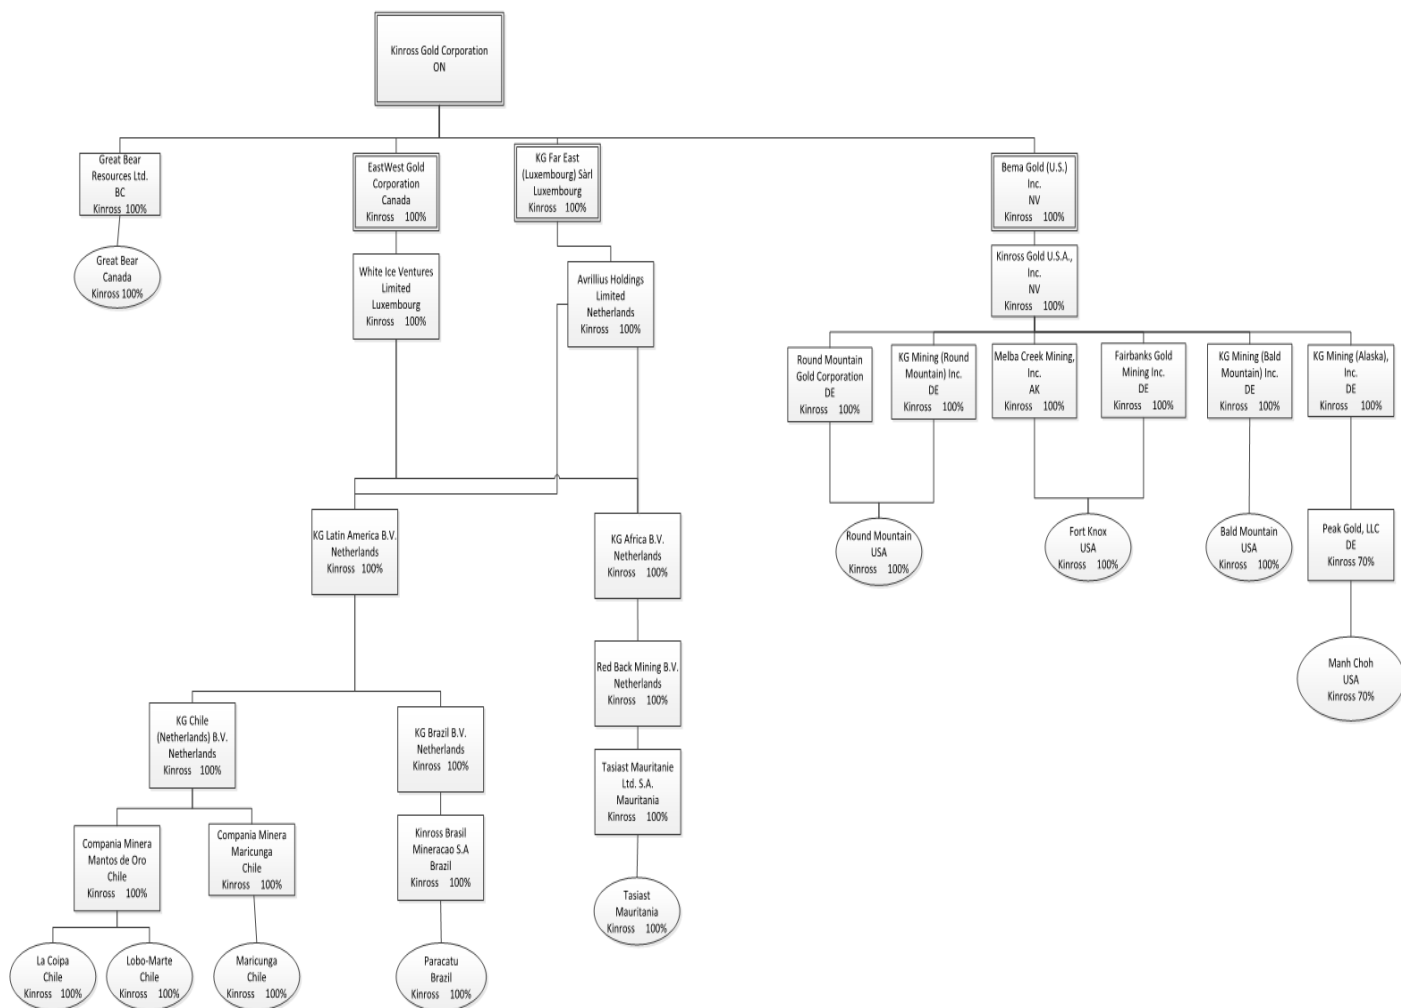 Kinross Gold Corporation
ON
Great Bear
Resources Ltd.
BC
Kinross 100%
EastWest Gold
Corporation
Canada
Kinross 100%
KG Far East
(Luxembourg) Sàrl
Luxembourg
Kinross 100%
Bema Gold (U.S.)
Inc.
NV
Kinross 100%
Great Bear
Canada
Kinross 100%
White Ice Ventures
Limited
Luxembourg
Kinross 100%
Avrillius Holdings
Limited
Netherlands
Kinross 100%
Kinross Gold U.S.A.,
Inc.
NV
Kinross 100%
Round Mountain
Gold Corporation
DE
Kinross 100%
KG Mining (Round
Mountain) Inc.
DE
Kinross 100%
Melba Creek Mining,
Inc.
AK
Kinross 100%
Fairbanks Gold
Mining Inc.
DE
Kinross 100%
KG Mining (Bald
Mountain) Inc.
DE
Kinross 100%
KG Mining (Alaska),
Inc.
DE
Kinross 100%
KG Latin America B.V.
Netherlands
Kinross 100%
KG Africa B.V.
Netherlands
Kinross 100%
Round Mountain
USA
Kinross 100%
Fort Knox
USA
Kinross 100%
Bald Mountain
USA
Kinross 100%
Peak Gold, LLC
DE
Kinross 70%
Red Back Mining B.V.
Netherlands
Kinross 100%
Manh Choh
USA
Kinross 70%
KG Chile
(Netherlands) B.V.
Netherlands
Kinross 100%
KG Brazil B.V.
Netherlands
Kinross 100%
Tasiast Mauritanie
Ltd. S.A.
Mauritania
Kinross 100%
Compania Minera
Mantos de Oro
Chile
Kinross 100%
Compania Minera
Maricunga
Chile
Kinross 100%
Kinross Brasil
Mineracao S.A
Brazil
Kinross 100%
Tasiast
Mauritania
Kinross 100%
La Coipa
Chile
Kinross 100%
Lobo-Marte
Chile
Kinross 100%
Maricunga
Chile
Kinross 100%
Paracatu
Brazil
Kinross 100%